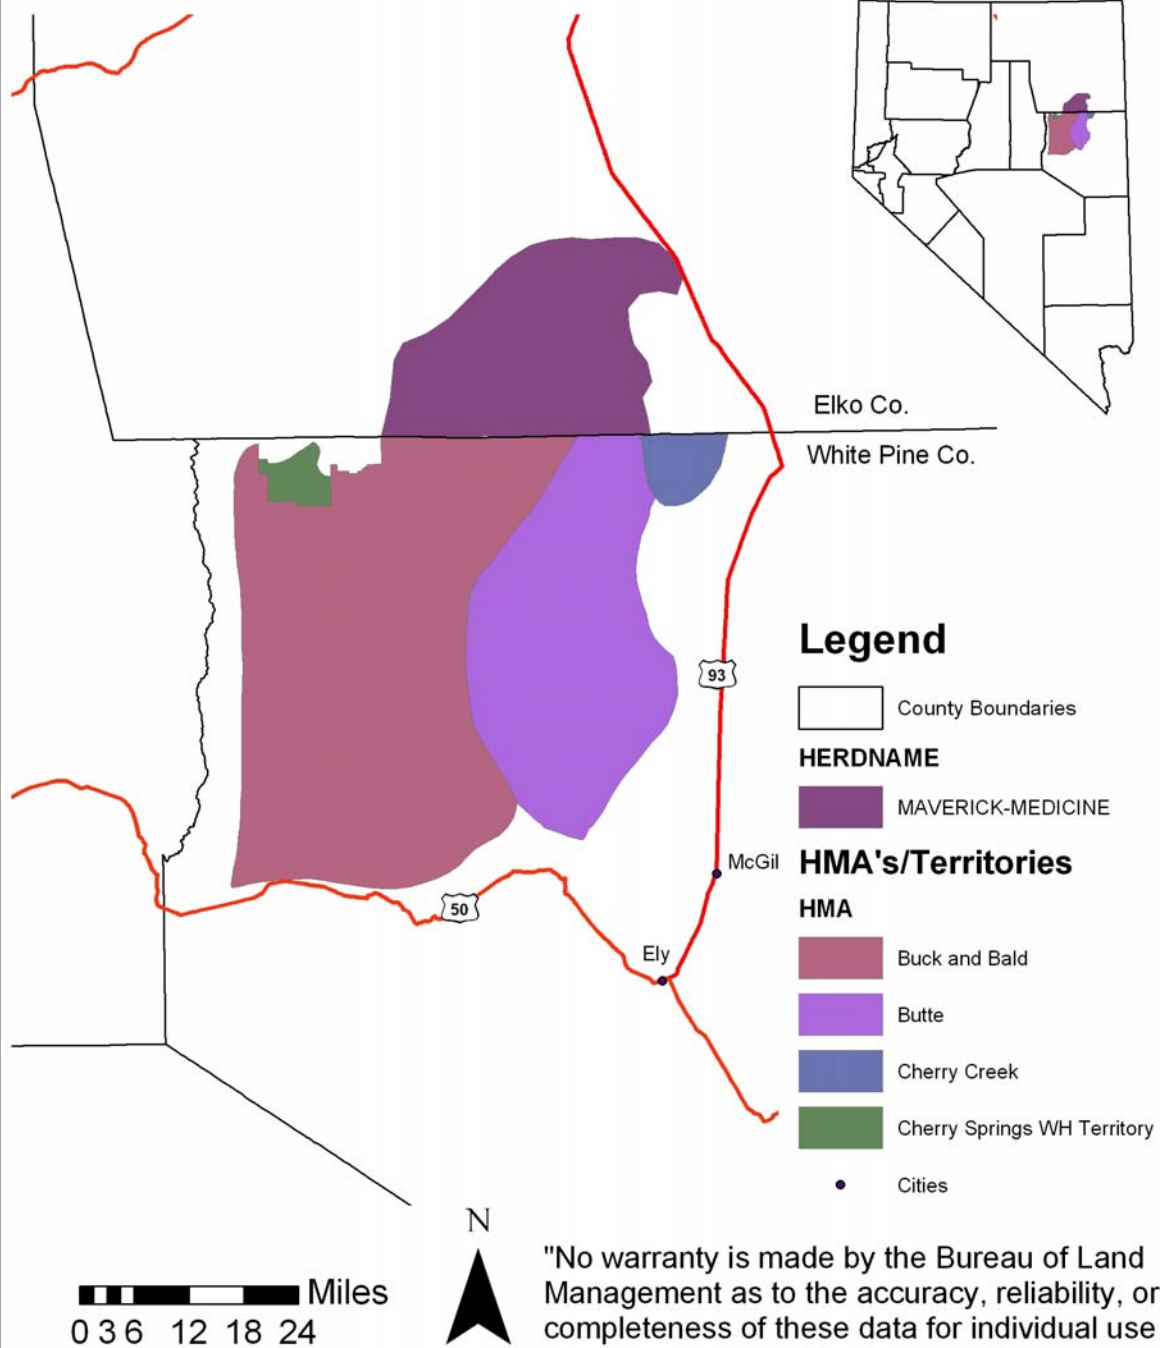 Elko Co.
White Pine Co.
93
McGil
50
Ely
Legend
County Boundaries
HERDNAME
MAVERICK-MEDICINE
HMA's/Territories
HMA
Buck and Bald
Butte
Cherry Creek
Cherry Springs WH Territory
Cities
N
Miles
0 3 6 12 18 24
"No warranty is made by the Bureau of Land
Management as to the accuracy, reliability, or
completeness of these data for individual use